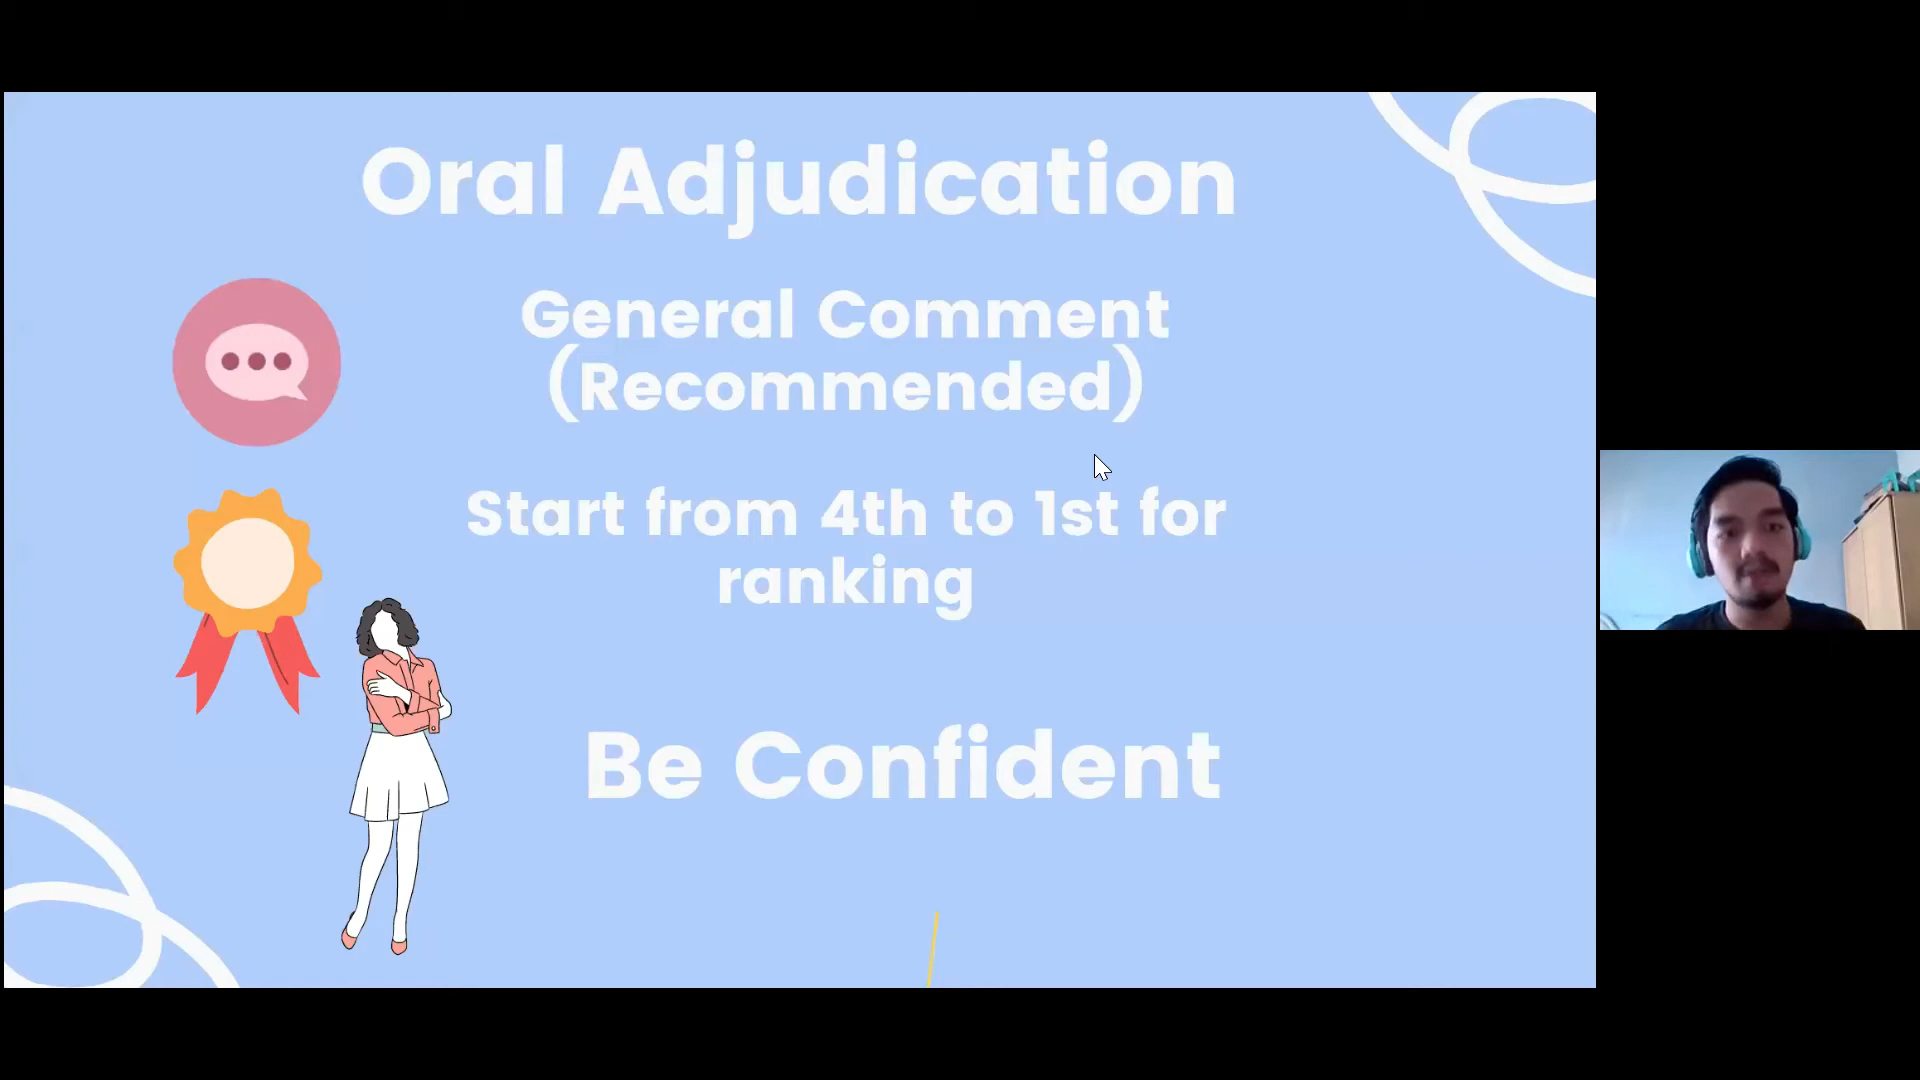 Oral Adjudication
General Comment
(Recommended)
Start from 4th to 1st for
ranking
Be Confident